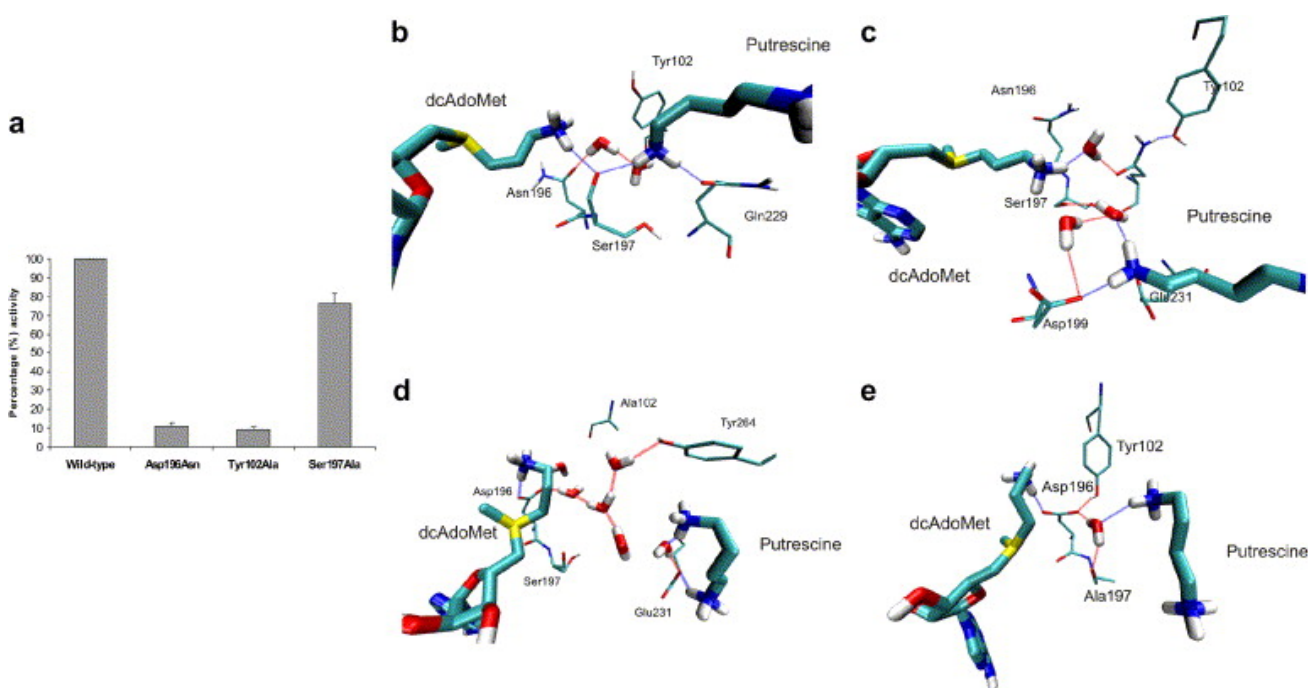 a
Percentage (%) activity
100
90
80
70
60
50
40
30
20
10
0
Wild-type
Asp196Asn
Tyr102Ala
Ser197Ala
b
Putrescine
Tyr102
dcAdoMet
Asn196
Ser197
Gln229
c
Asn196
Tyr102
Ser197
Putrescine
dcAdoMet
Glu231
Asp199
d
Ala102
Tyr264
Asp196
dcAdoMet
Putrescine
Ser197
Glu231
e
Tyr102
Asp196
dcAdoMet
Putrescine
Ala197